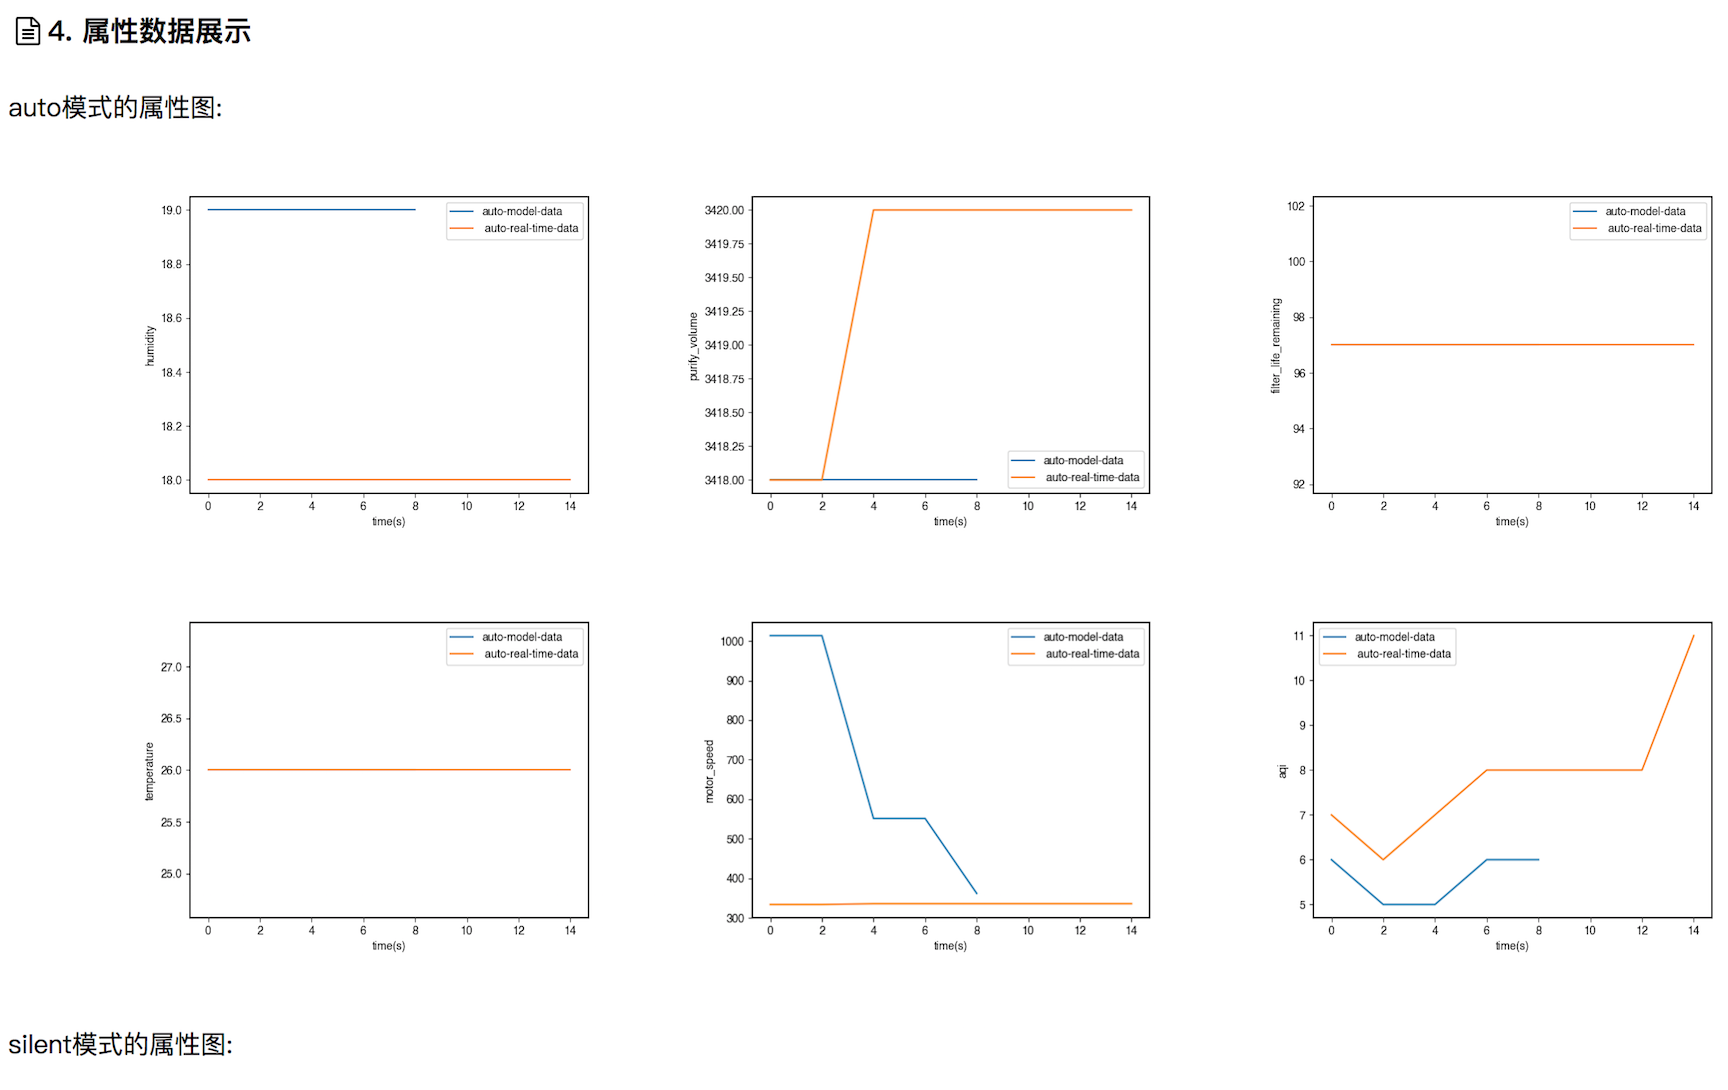 4. 属性数据展示
auto模式的属性图:
humidity
19.0
18.8
18.6
18.4
18.2
18.0
0 2 4 6 8 10 12 14
time(s)
auto-model-data
auto-real-time-data
purify_volume
3420.00
3419.75
3419.50
3419.25
3419.00
3418.75
3418.50
3418.25
3418.00
0 2 4 6 8 10 12 14
time(s)
auto-model-data
auto-real-time-data
filter_life_remaining
102
100
98
96
94
92
0 2 4 6 8 10 12 14
time(s)
auto-model-data
auto-real-time-data
temperature
27.0
26.5
26.0
25.5
25.0
0 2 4 6 8 10 12 14
time(s)
auto-model-data
auto-real-time-data
motor_speed
1000
900
800
700
600
500
400
300
0 2 4 6 8 10 12 14
time(s)
auto-model-data
auto-real-time-data
aqi
11
10
9
8
7
6
5
0 2 4 6 8 10 12 14
time(s)
auto-model-data
auto-real-time-data
silent模式的属性图: